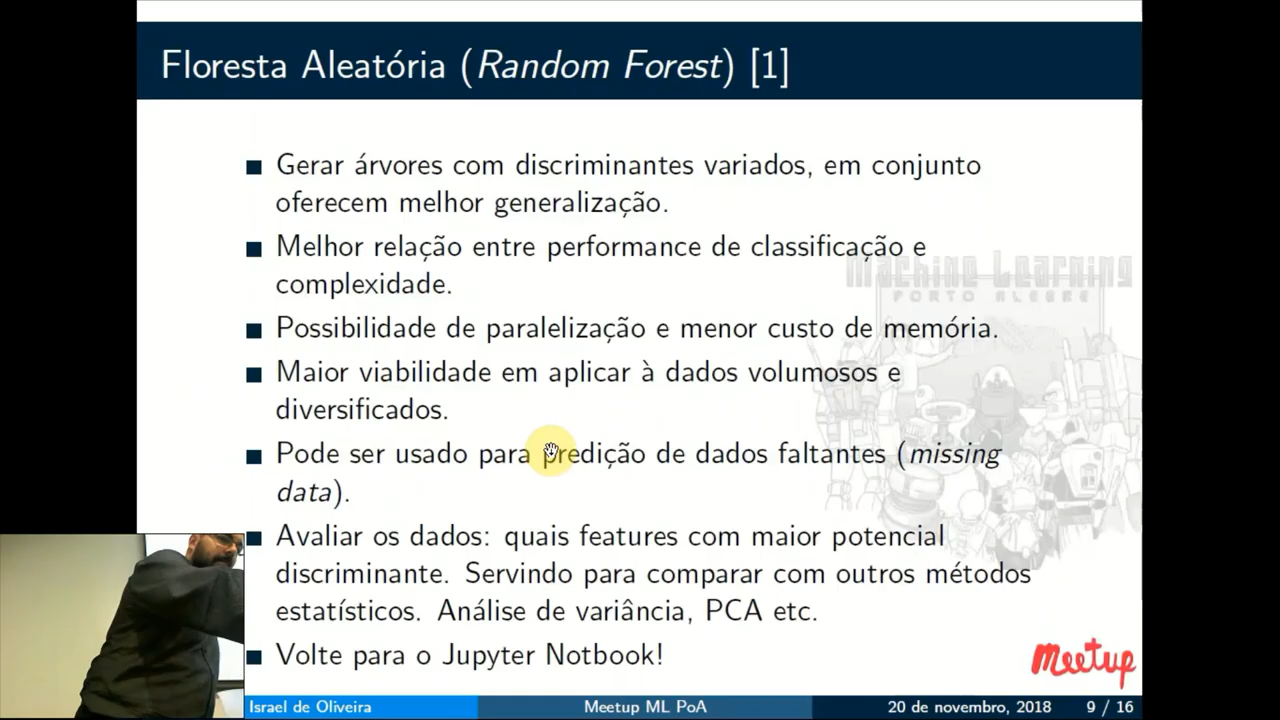 Floresta Aleatória (Random Forest) [1]
Gerar árvores com discriminantes variados, em conjunto
oferecem melhor generalização.
Melhor relação entre performance de classificação e
complexidade.
Possibilidade de paralelização e menor custo de memória.
Maior viabilidade em aplicar à dados volumosos e
diversificados.
Pode ser usado para predição de dados faltantes (missing
data).
Avaliar os dados: quais features com maior potencial
discriminante. Servindo para comparar com outros métodos
estatísticos. Análise de variância, PCA etc.
Volte para o Jupyter Notbook!
Machine Learning
PORTO ALEGRE
Meetup
Israel de Oliveira
Meetup ML PoA
20 de novembro, 2018
9 / 16